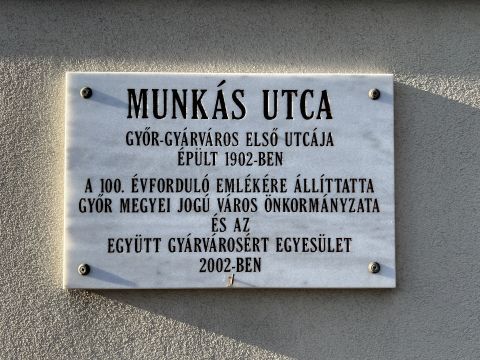 MUNKÁS UTCA
GYŐR-GYÁRVÁROS ELSŐ UTCÁJA
ÉPÜLT 1902-BEN
A 100. ÉVFORDULÓ EMLÉKÉRE ÁLLÍTTATTA
GYŐR MEGYEI JOGÚ VÁROS ÖNKORMÁNYZATA
ÉS AZ
EGYÜTT GYÁRVÁROSÉRT EGYESÜLET
2002-BEN